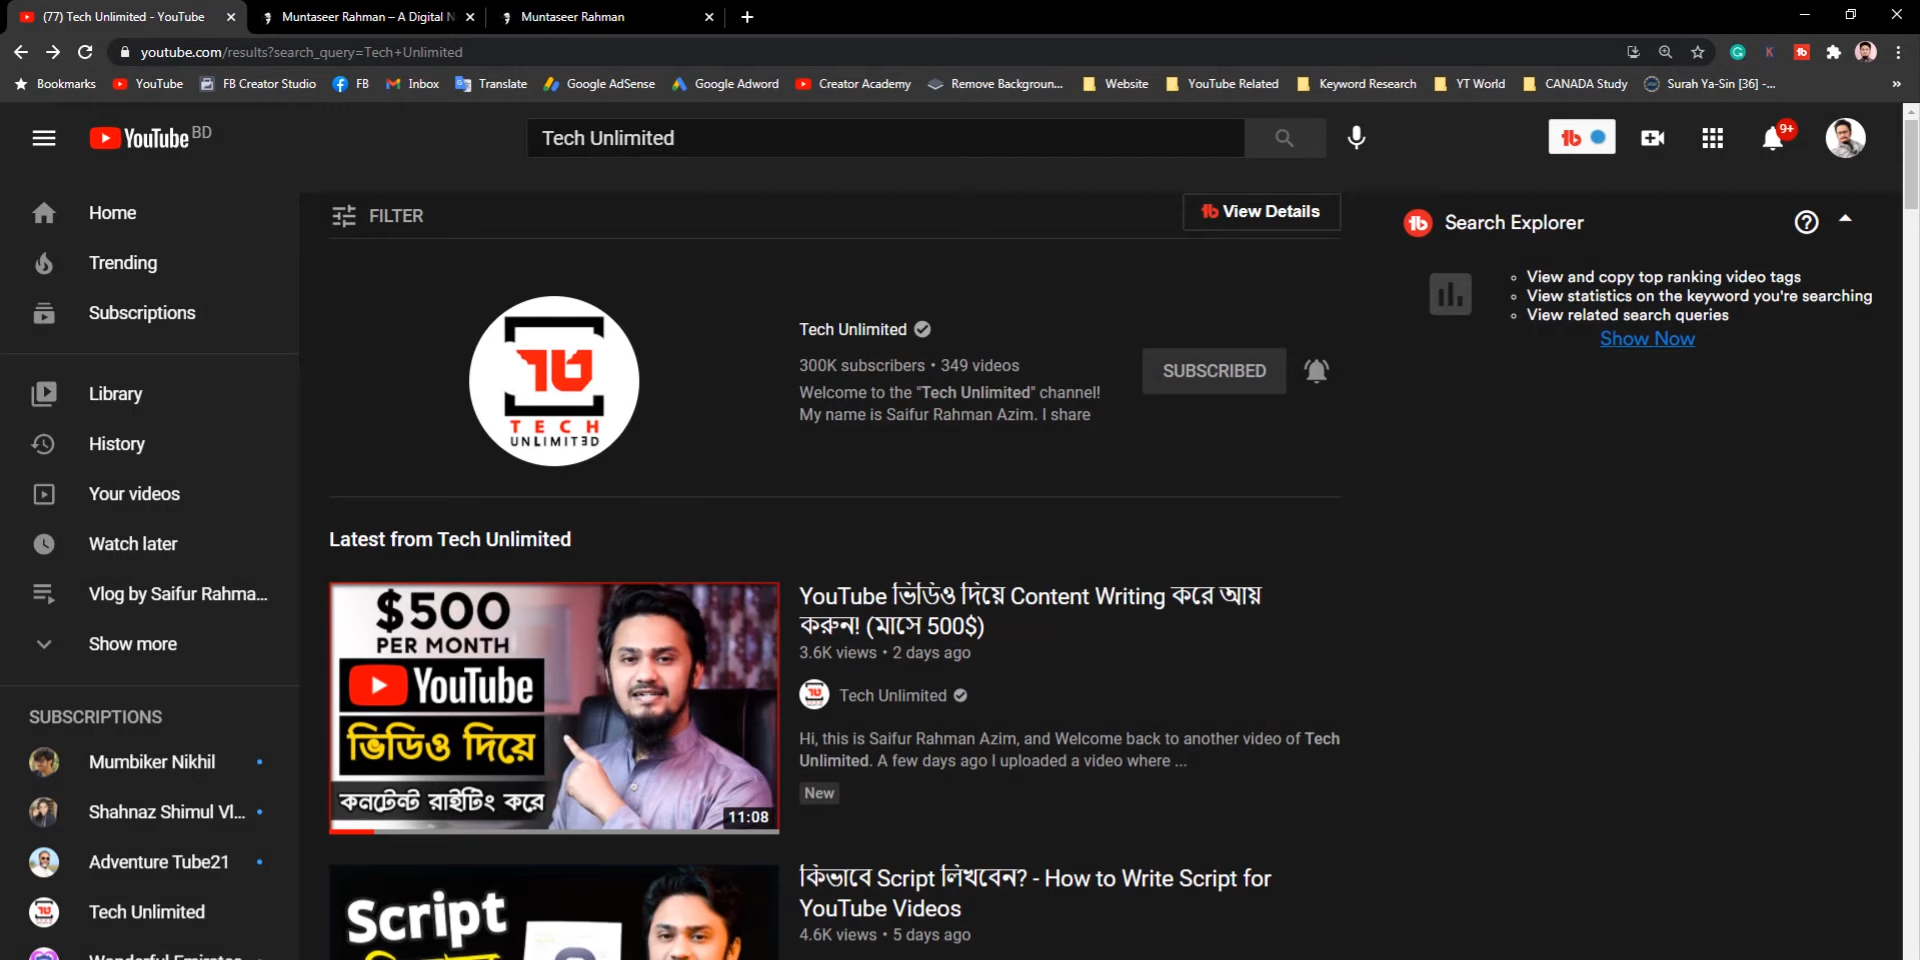 (77) Tech Unlimited - YouTube
Muntaseer Rahman – A Digital N
Muntaseer Rahman
youtube.com/results?search_query=Tech+Unlimited
Bookmarks
YouTube
FB Creator Studio
FB
Inbox
Translate
Google AdSense
Google Adword
Creator Academy
Remove Backgroun...
Website
YouTube Related
Keyword Research
YT World
CANADA Study
Surah Ya-Sin [36] -...
YouTube BD
Tech Unlimited
9+
Home
Trending
Subscriptions
Library
History
Your videos
Watch later
Vlog by Saifur Rahma...
Show more
SUBSCRIPTIONS
Mumbiker Nikhil
Shahnaz Shimul Vl...
Adventure Tube21
Tech Unlimited
FILTER
View Details
TECH
UNLIMIT3D
Tech Unlimited
300K subscribers • 349 videos
Welcome to the "Tech Unlimited" channel!
My name is Saifur Rahman Azim. I share
SUBSCRIBED
Latest from Tech Unlimited
$500
PER MONTH
YouTube
ভিডিও দিয়ে
কনটেন্ট রাইটিং করে
11:08
YouTube ভিডিও দিয়ে Content Writing করে আয়
করুন! (মাসে 500$)
3.6K views • 2 days ago
Tech Unlimited
Hi, this is Saifur Rahman Azim, and Welcome back to another video of Tech
Unlimited. A few days ago I uploaded a video where ...
New
Script
কিভাবে Script লিখবেন? - How to Write Script for
YouTube Videos
4.6K views • 5 days ago
Search Explorer
View and copy top ranking video tags
View statistics on the keyword you're searching
View related search queries
Show Now